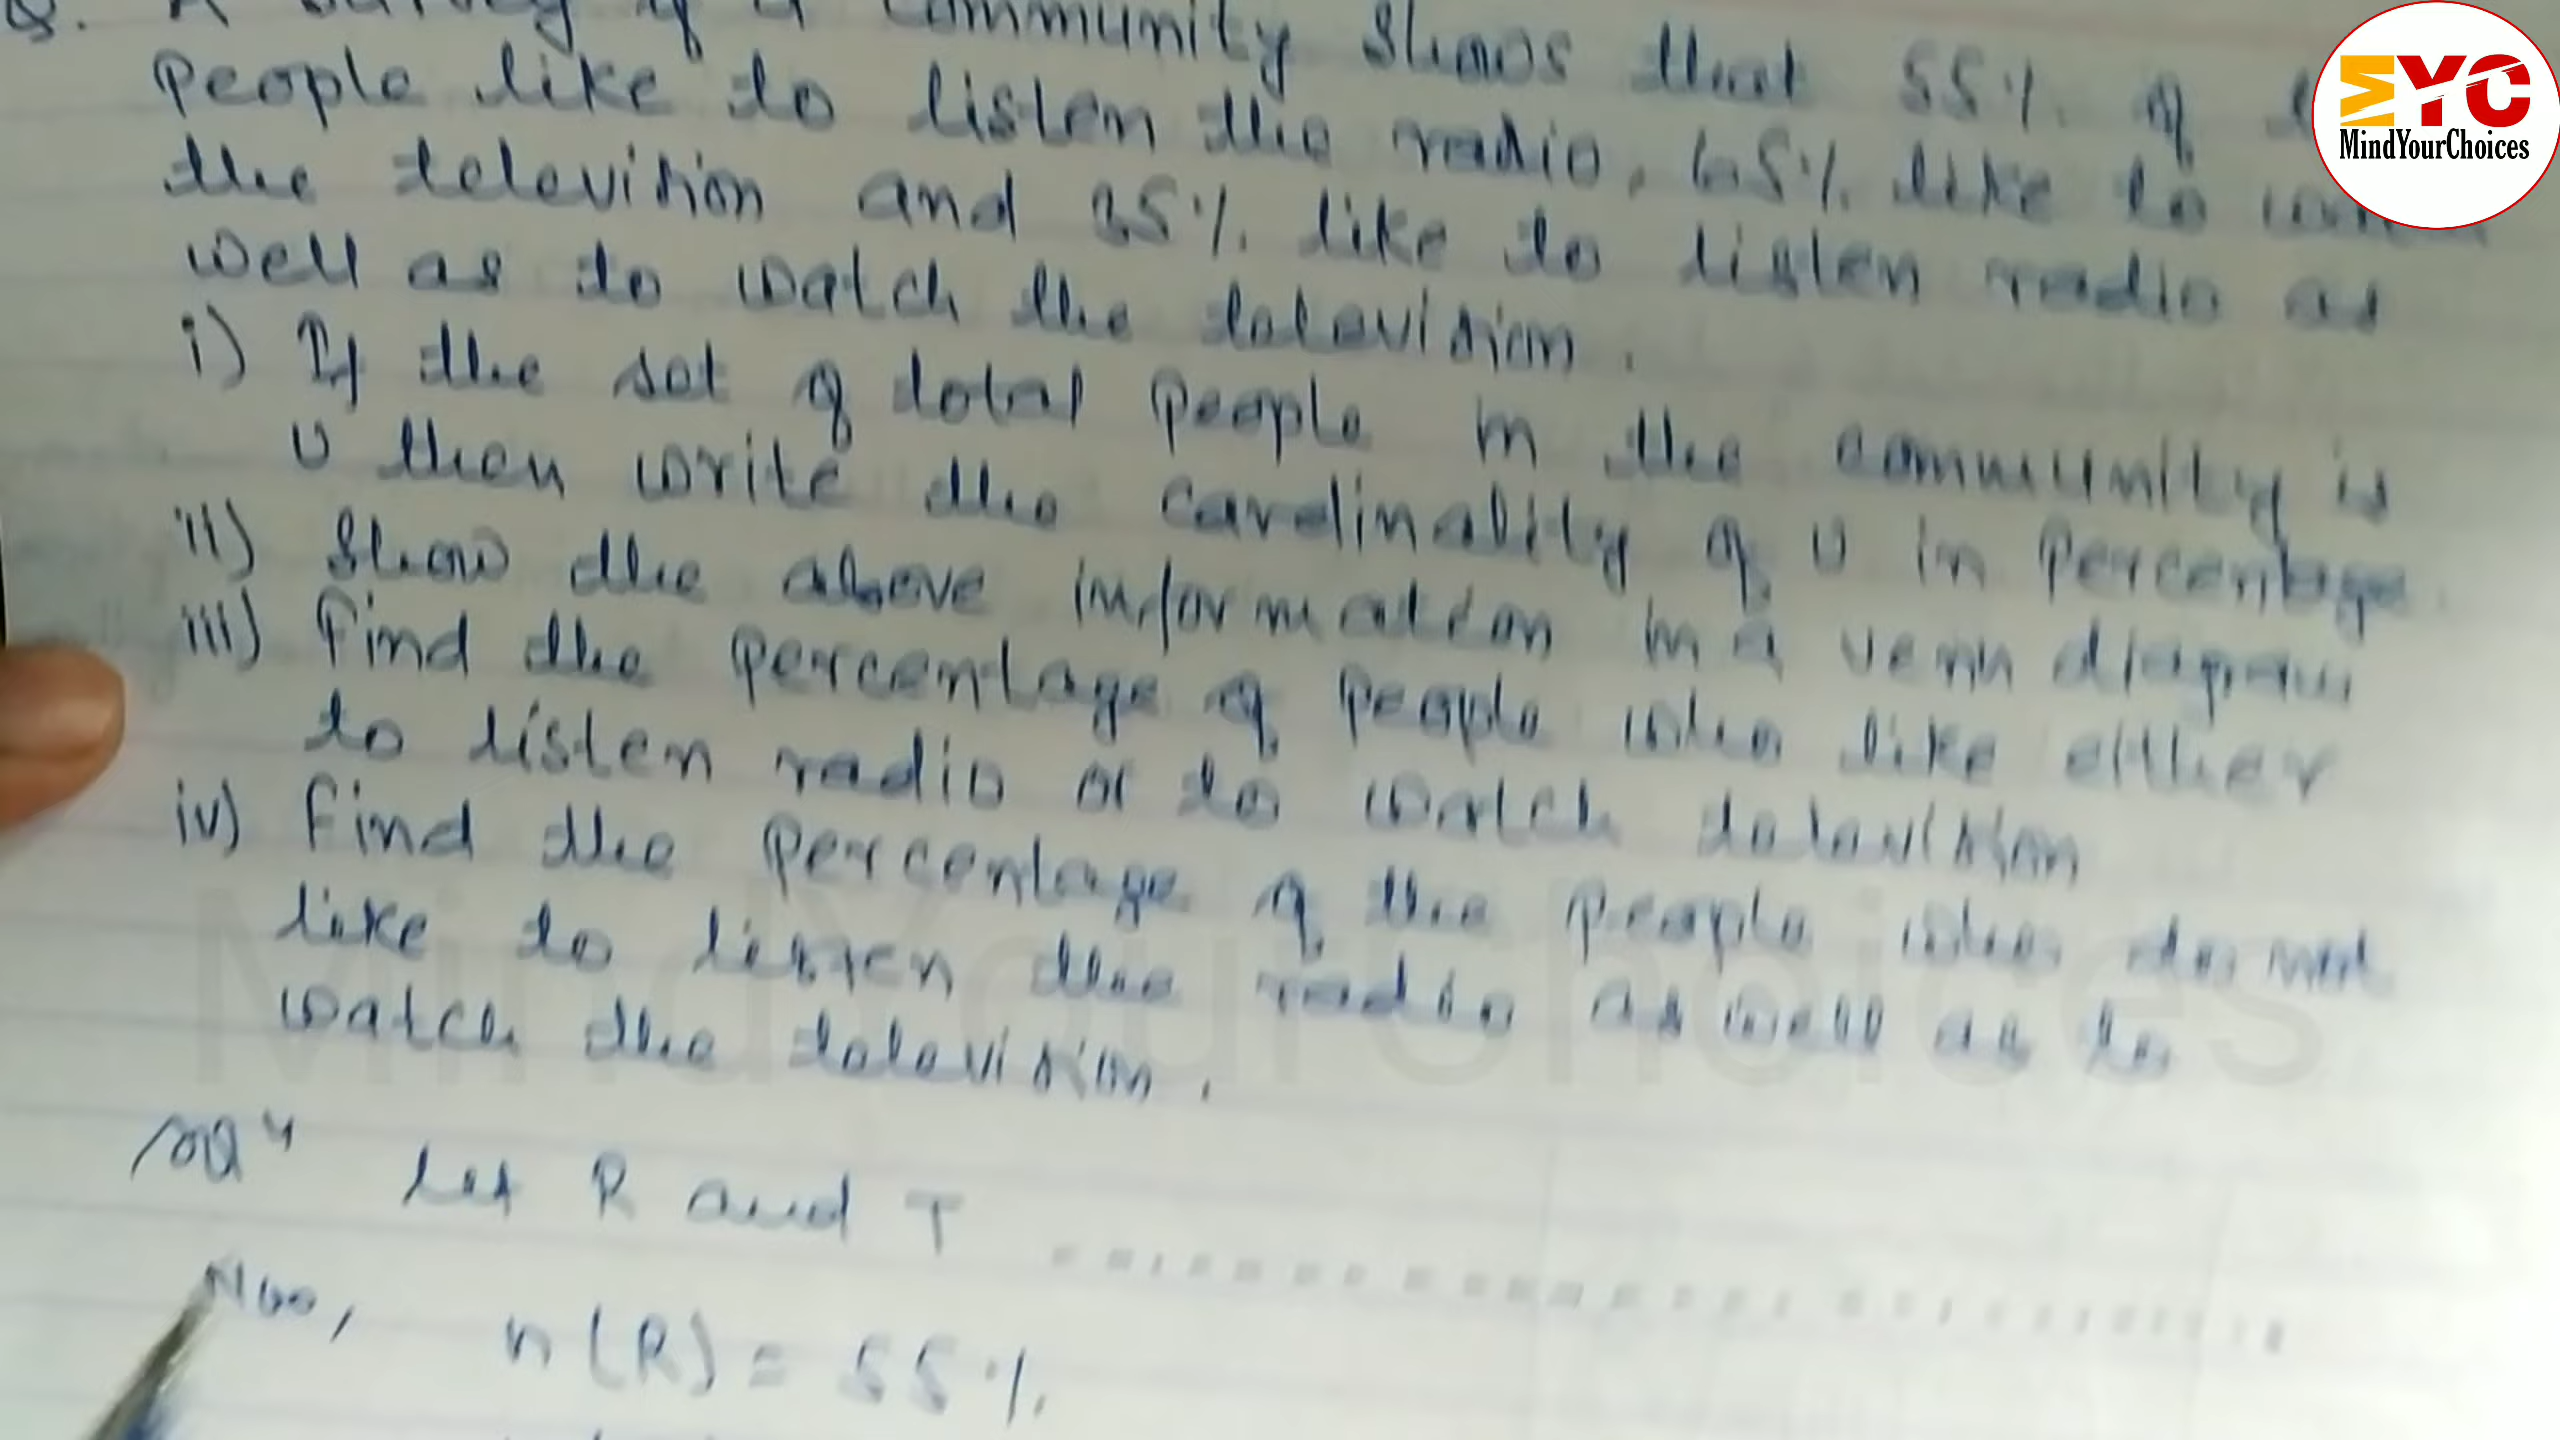 Q. A survey of a community shows that 55% of
people like to listen the radio, 65% like to
the television and 35% like to listen radio as
well as to watch the television.
i) If the set of total people in the community is
U then write the cardinality of U in percentage.
ii) Show the above information in a venn diagram
iii) Find the percentage of people who like either
to listen radio or to watch television
iv) Find the percentage of the people who do not
like to listen the radio as well as to
watch the television.
Sol^n let R and T ..............................
Now,
n(R) = 55%
MYC
MindYourChoices
MindYourChoices